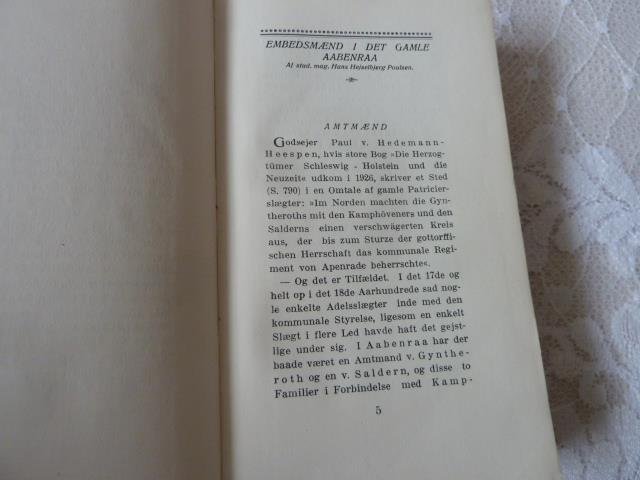 EMBEDSMÆND I DET GAMLE
AABENRAA
Af stud. mag. Hans Hejselbjerg Poulsen.
AMTMÆND
Godsejer Paul v. Hedemann-
Heespen, hvis store Bog »Die Herzog-
tümer Schleswig - Holstein und die
Neuzeit« udkom i 1926, skriver et Sted
(S. 790) i en Omtale af gamle Patricier-
slægter: »Im Norden machten die Gyn-
theroths mit den Kamphövenern und den
Salderns einen verschwägerten Kreis
aus, der bis zum Sturze der gottorffi-
schen Herrschaft das kommunale Regi-
ment von Apenrade beherrschte«.
— Og det er Tilfældet. I det 17de og
helt op i det 18de Aarhundrede sad nog-
le enkelte Adelsslægter inde med den
kommunale Styrelse, ligesom en enkelt
Slægt i flere Led havde haft det gejst-
lige under sig. I Aabenraa har der
baade været en Amtmand v. Gynthe-
roth og en v. Saldern, og disse to
Familier i Forbindelse med Kamp-
5